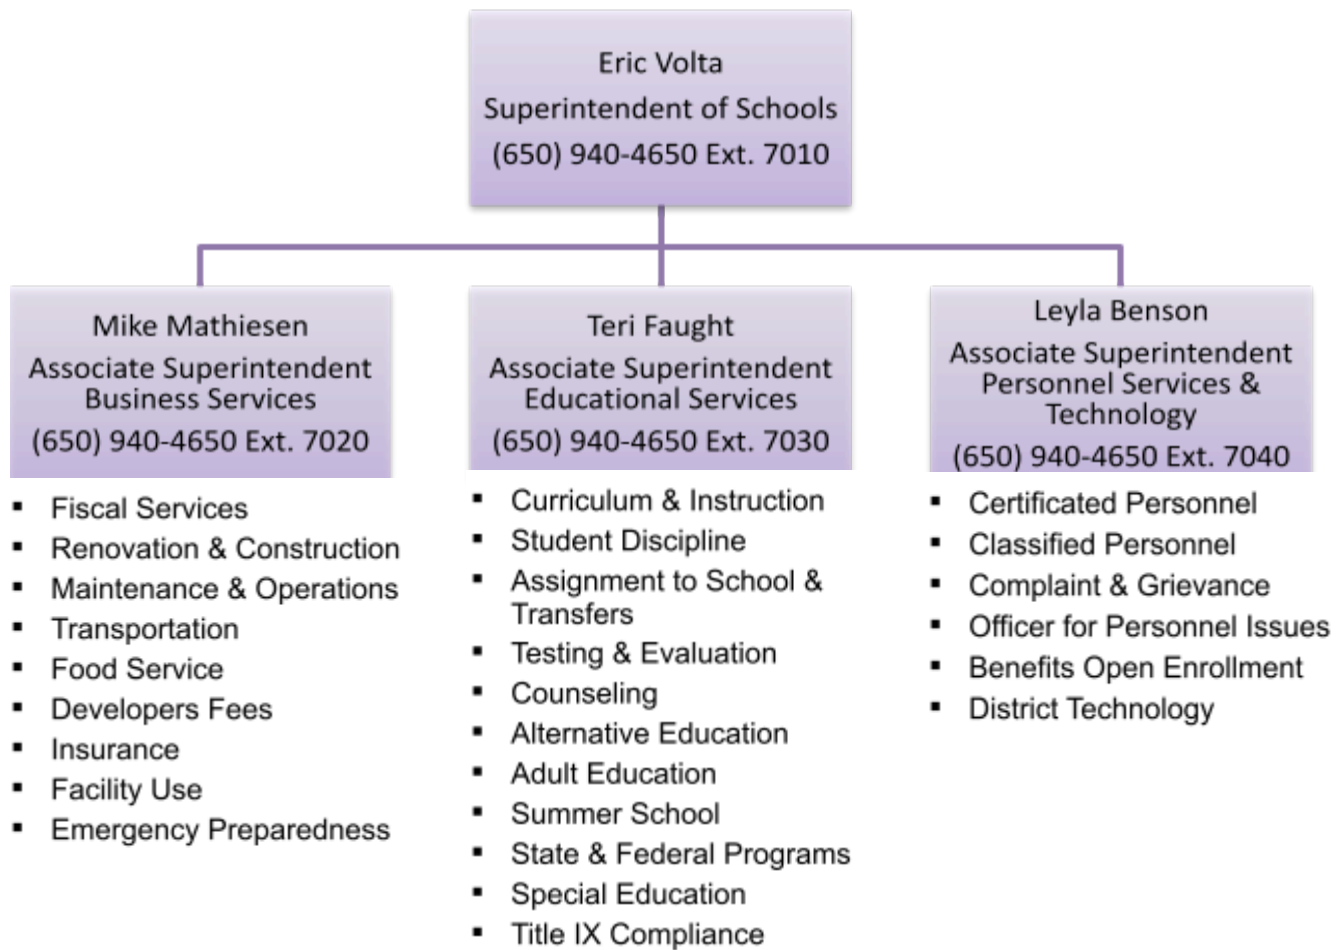 Eric Volta
Superintendent of Schools
(650) 940-4650 Ext. 7010
Mike Mathiesen
Associate Superintendent
Business Services
(650) 940-4650 Ext. 7020
▪ Fiscal Services
▪ Renovation & Construction
▪ Maintenance & Operations
▪ Transportation
▪ Food Service
▪ Developers Fees
▪ Insurance
▪ Facility Use
▪ Emergency Preparedness
Teri Faught
Associate Superintendent
Educational Services
(650) 940-4650 Ext. 7030
▪ Curriculum & Instruction
▪ Student Discipline
▪ Assignment to School &
Transfers
▪ Testing & Evaluation
▪ Counseling
▪ Alternative Education
▪ Adult Education
▪ Summer School
▪ State & Federal Programs
▪ Special Education
▪ Title IX Compliance
Leyla Benson
Associate Superintendent
Personnel Services &
Technology
(650) 940-4650 Ext. 7040
▪ Certificated Personnel
▪ Classified Personnel
▪ Complaint & Grievance
▪ Officer for Personnel Issues
▪ Benefits Open Enrollment
▪ District Technology